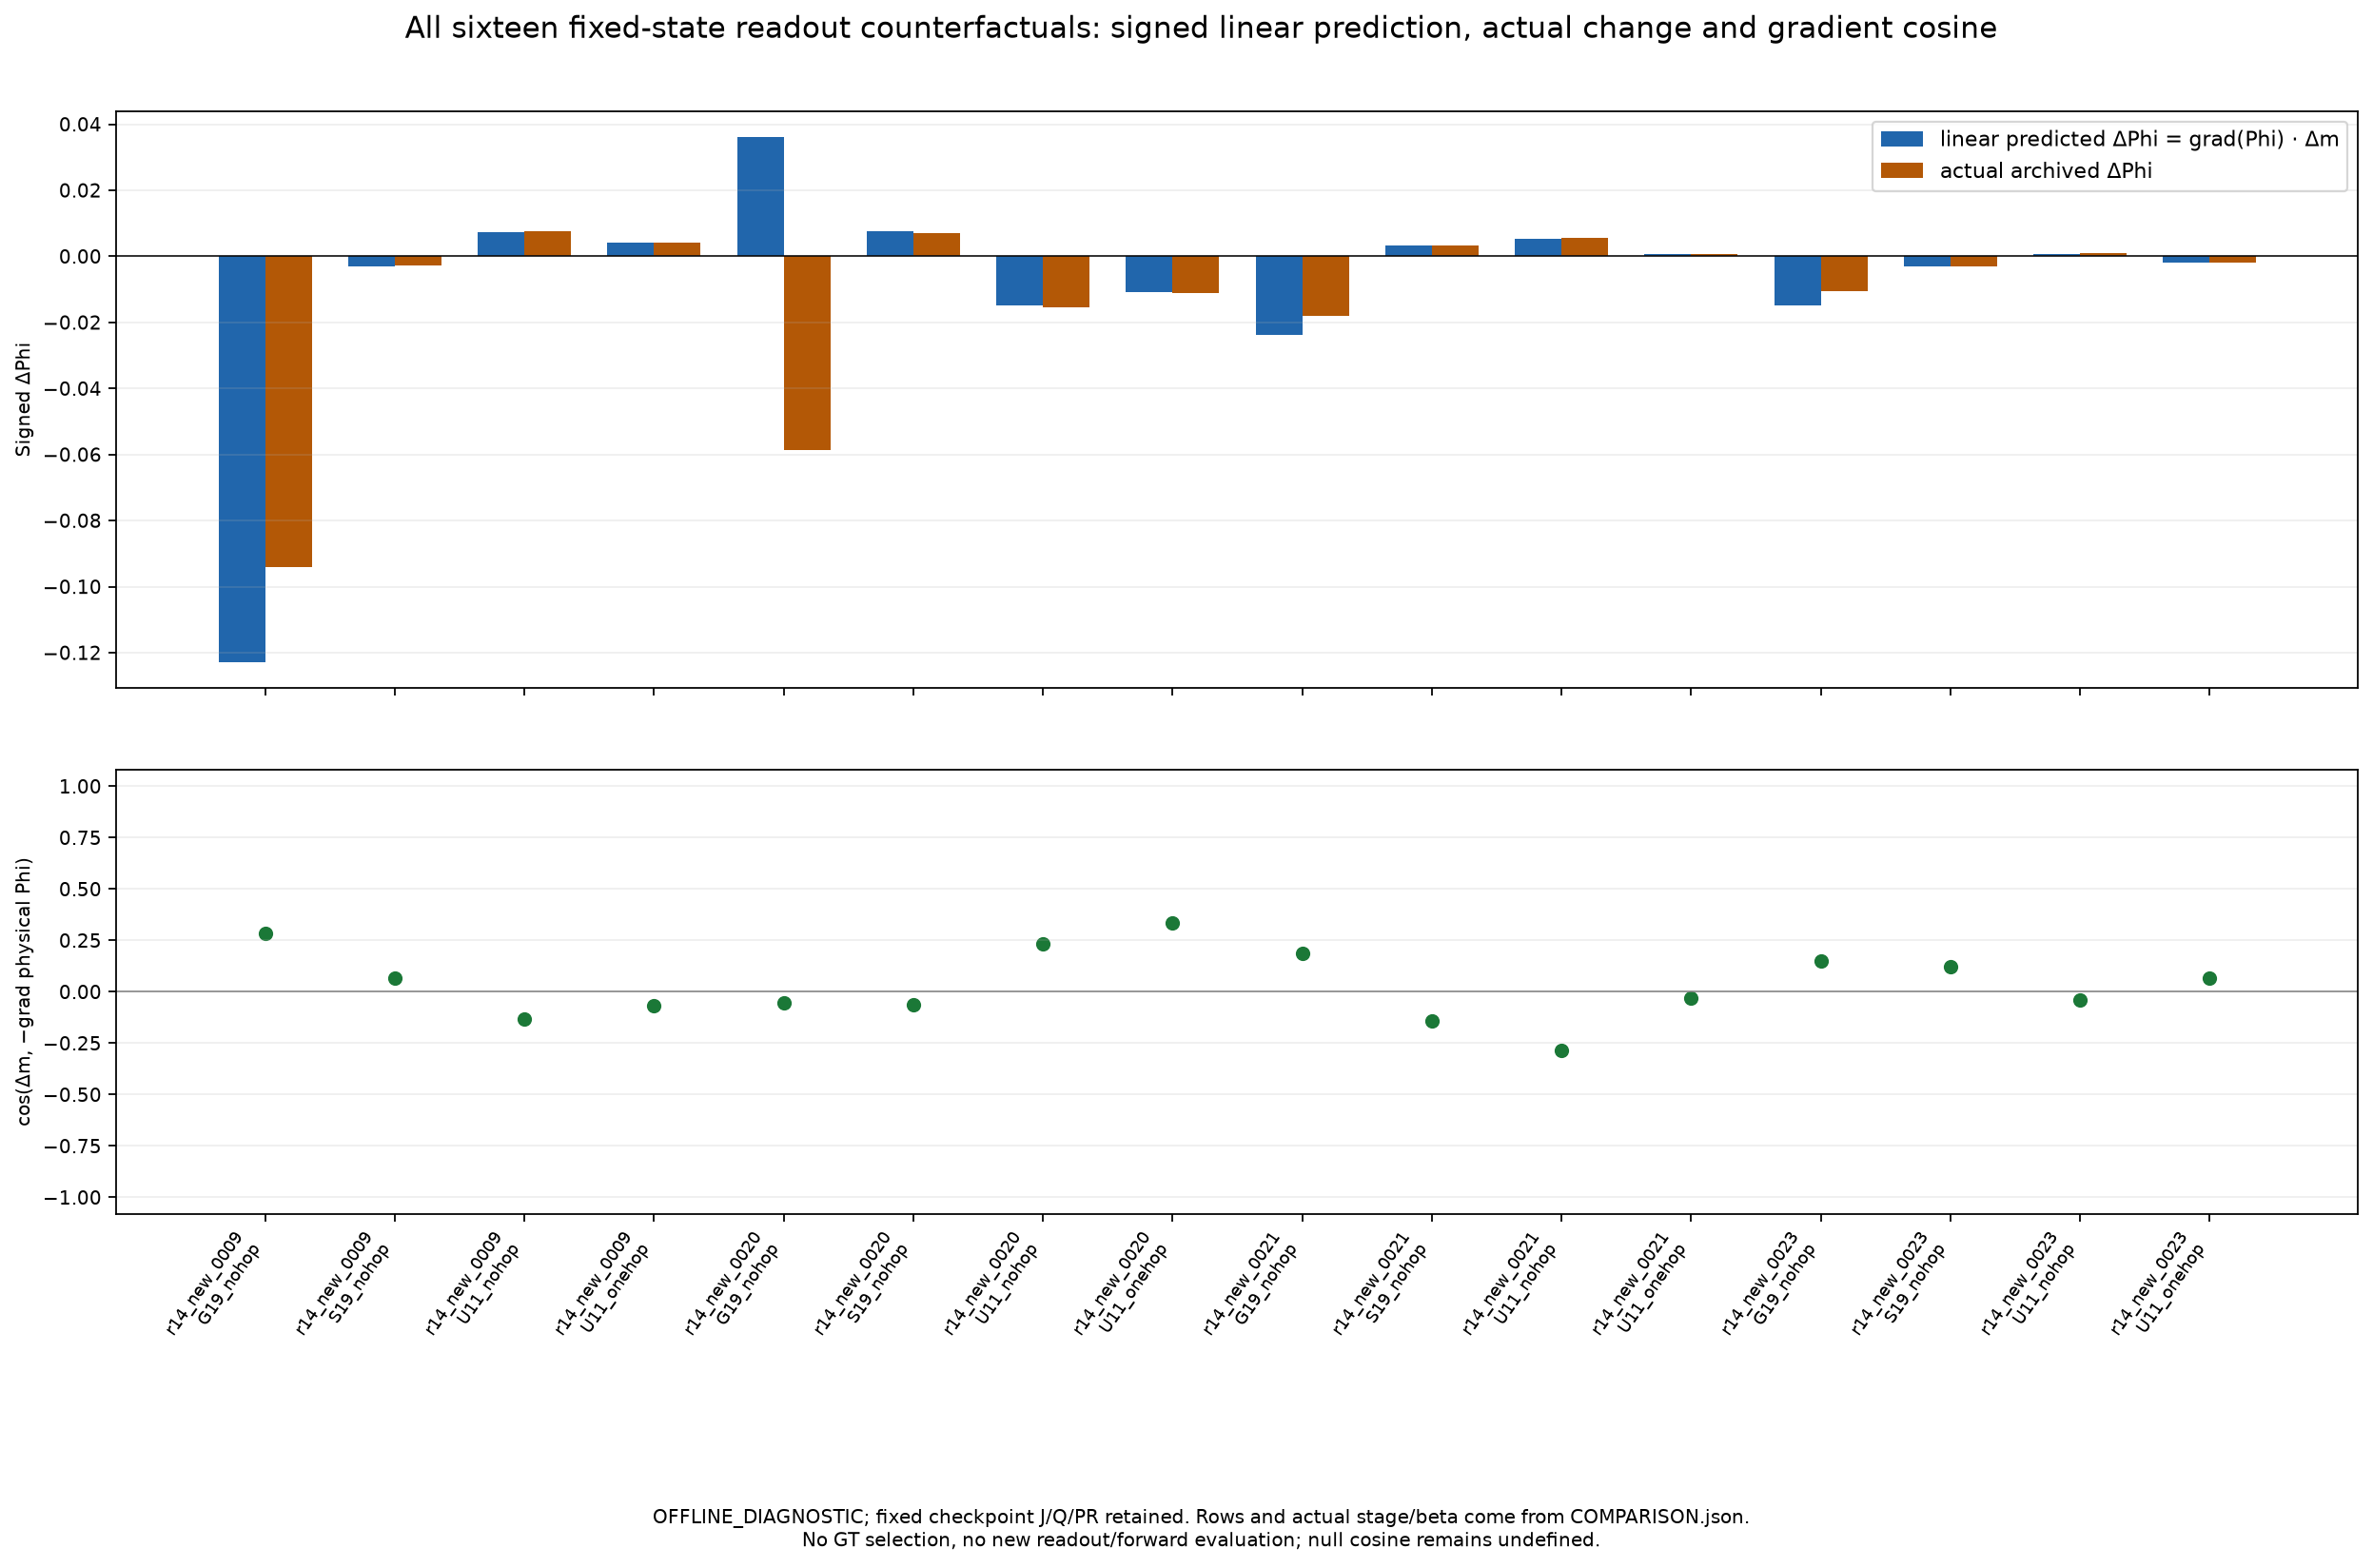 All sixteen fixed-state readout counterfactuals: signed linear prediction, actual change and gradient cosine
Signed ΔPhi
0.04
0.02
0.00
−0.02
−0.04
−0.06
−0.08
−0.10
−0.12
linear predicted ΔPhi = grad(Phi) · Δm
actual archived ΔPhi
cos(Δm, −grad physical Phi)
1.00
0.75
0.50
0.25
0.00
−0.25
−0.50
−0.75
−1.00
r14_new_0009
G19_nohop
r14_new_0009
S19_nohop
r14_new_0009
U11_nohop
r14_new_0009
U11_onehop
r14_new_0020
G19_nohop
r14_new_0020
S19_nohop
r14_new_0020
U11_nohop
r14_new_0020
U11_onehop
r14_new_0021
G19_nohop
r14_new_0021
S19_nohop
r14_new_0021
U11_nohop
r14_new_0021
U11_onehop
r14_new_0023
G19_nohop
r14_new_0023
S19_nohop
r14_new_0023
U11_nohop
r14_new_0023
U11_onehop
OFFLINE_DIAGNOSTIC; fixed checkpoint J/Q/PR retained. Rows and actual stage/beta come from COMPARISON.json.
No GT selection, no new readout/forward evaluation; null cosine remains undefined.